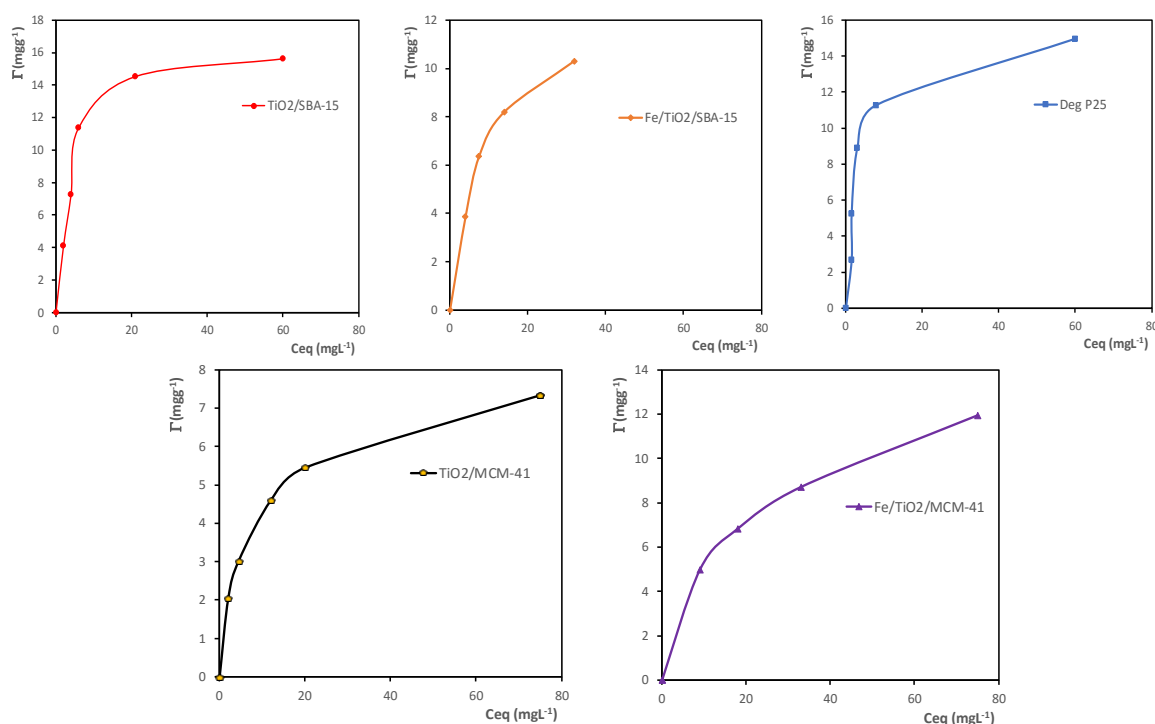 Γ (mgg⁻¹)
18
16
14
12
10
8
6
4
2
0
TiO2/SBA-15
0 20 40 60 80
Ceq (mgL⁻¹)
Γ (mgg⁻¹)
12
10
8
6
4
2
0
Fe/TiO2/SBA-15
0 20 40 60 80
Ceq (mgL⁻¹)
Γ (mgg⁻¹)
16
14
12
10
8
6
4
2
0
Deg P25
0 20 40 60 80
Ceq (mgL⁻¹)
Γ (mgg⁻¹)
8
7
6
5
4
3
2
1
0
TiO2/MCM-41
0 20 40 60 80
Ceq (mgL⁻¹)
Γ (mgg⁻¹)
14
12
10
8
6
4
2
0
Fe/TiO2/MCM-41
0 20 40 60 80
Ceq (mgL⁻¹)